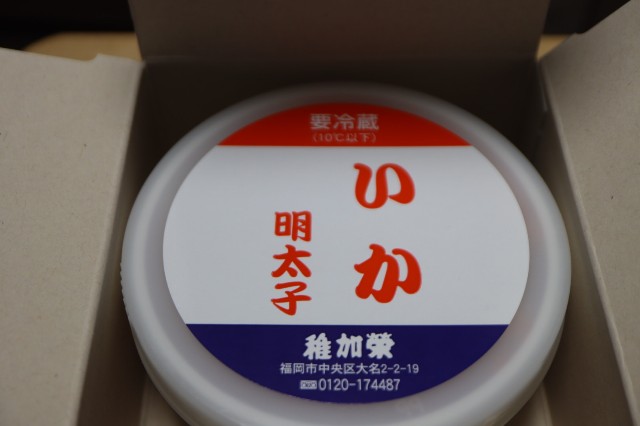 要冷蔵
(10℃以下)
いか
明太子
稚加榮
福岡市中央区大名2-2-19
0120-174487